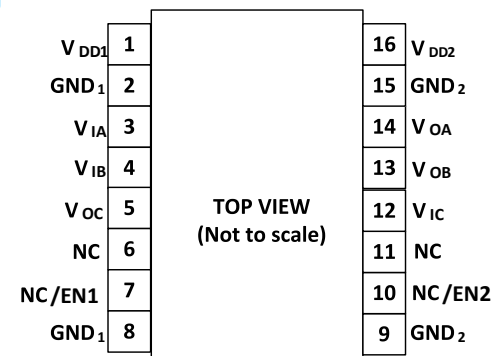 V DD1 1 16 V DD2
GND1 2 15 GND2
V IA 3 14 V OA
V IB 4 13 V OB
V OC 5 12 V IC
TOP VIEW
(Not to scale)
NC 6 11 NC
NC/EN1 7 10 NC/EN2
GND1 8 9 GND2